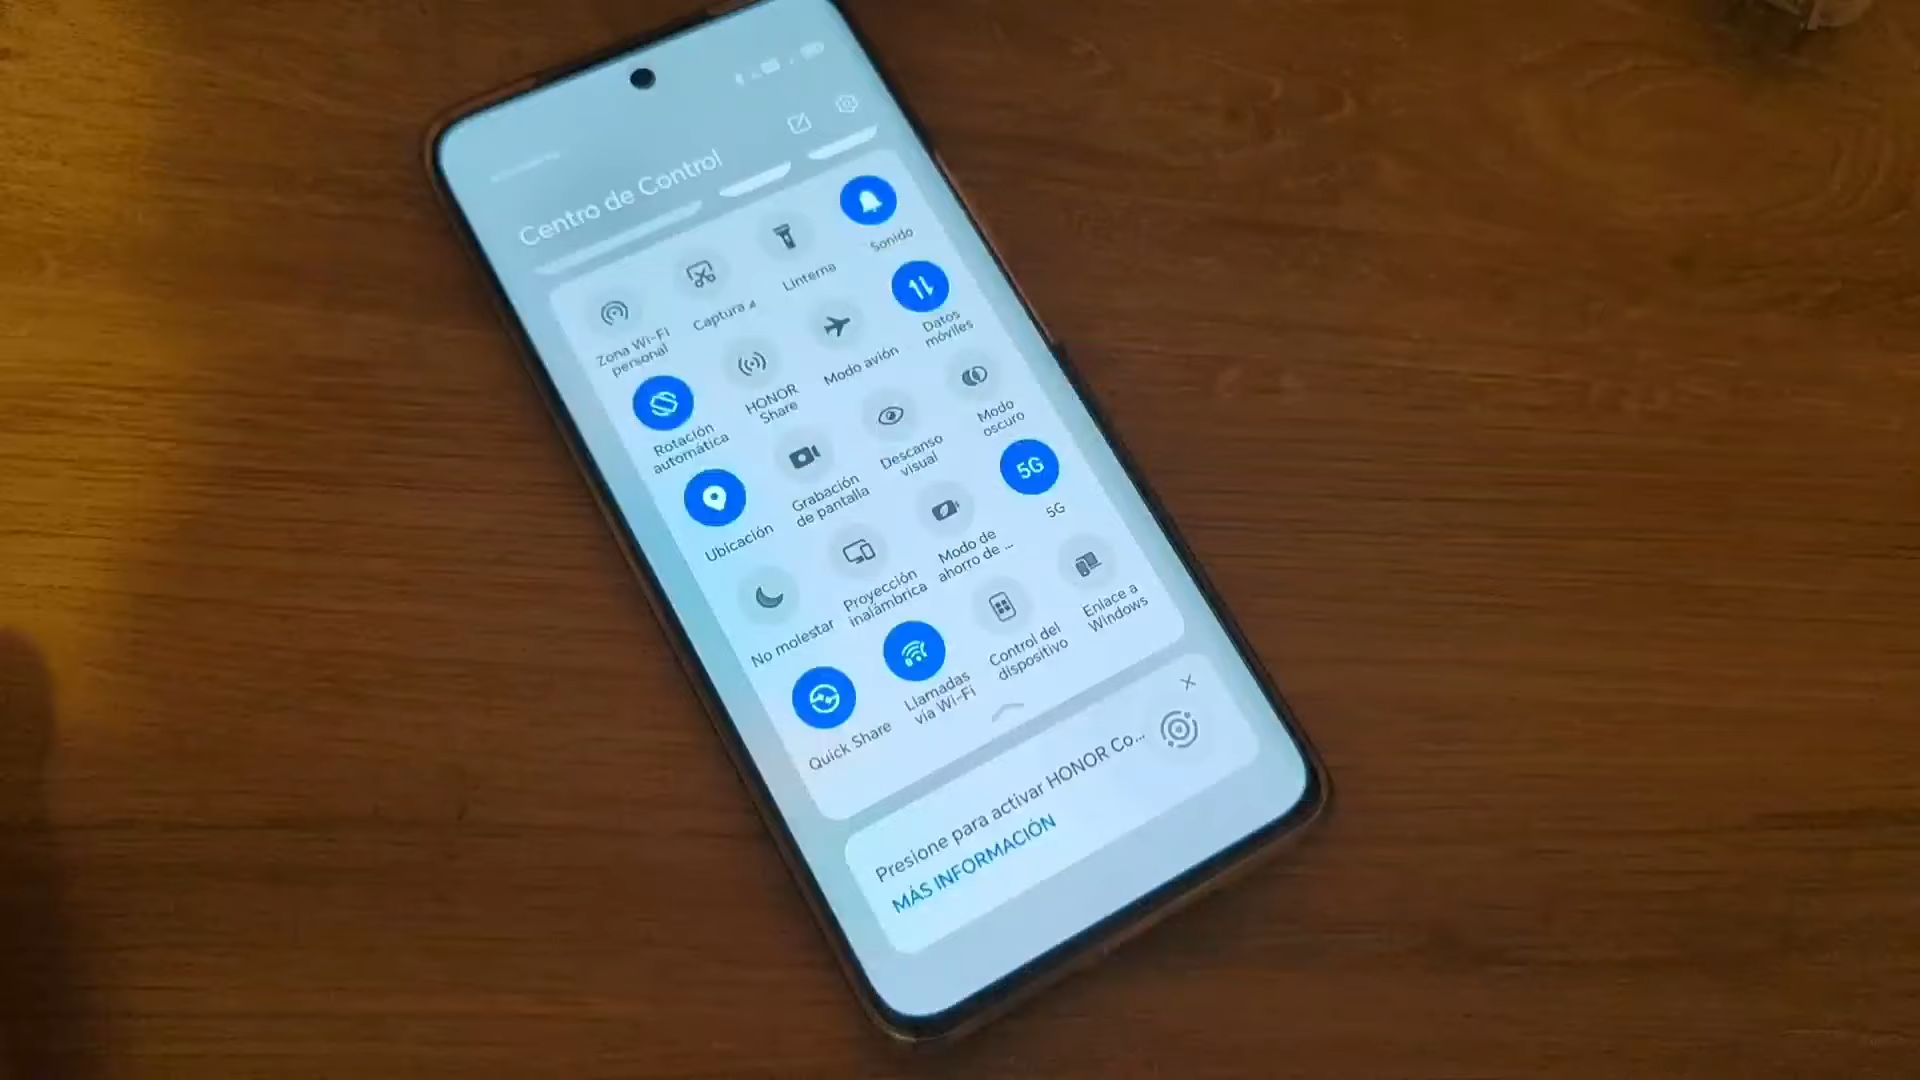 Centro de Control
Zona Wi-Fi
personal
Captura
Linterna
Sonido
Rotación
automática
HONOR
Share
Modo avión
Datos
móviles
Ubicación
Grabación
de pantalla
Descanso
visual
Modo
oscuro
No molestar
Proyección
inalámbrica
Modo de
ahorro de ...
5G
5G
Quick Share
Llamadas
vía Wi-Fi
Control del
dispositivo
Enlace a
Windows
Presione para activar HONOR Co...
MÁS INFORMACIÓN